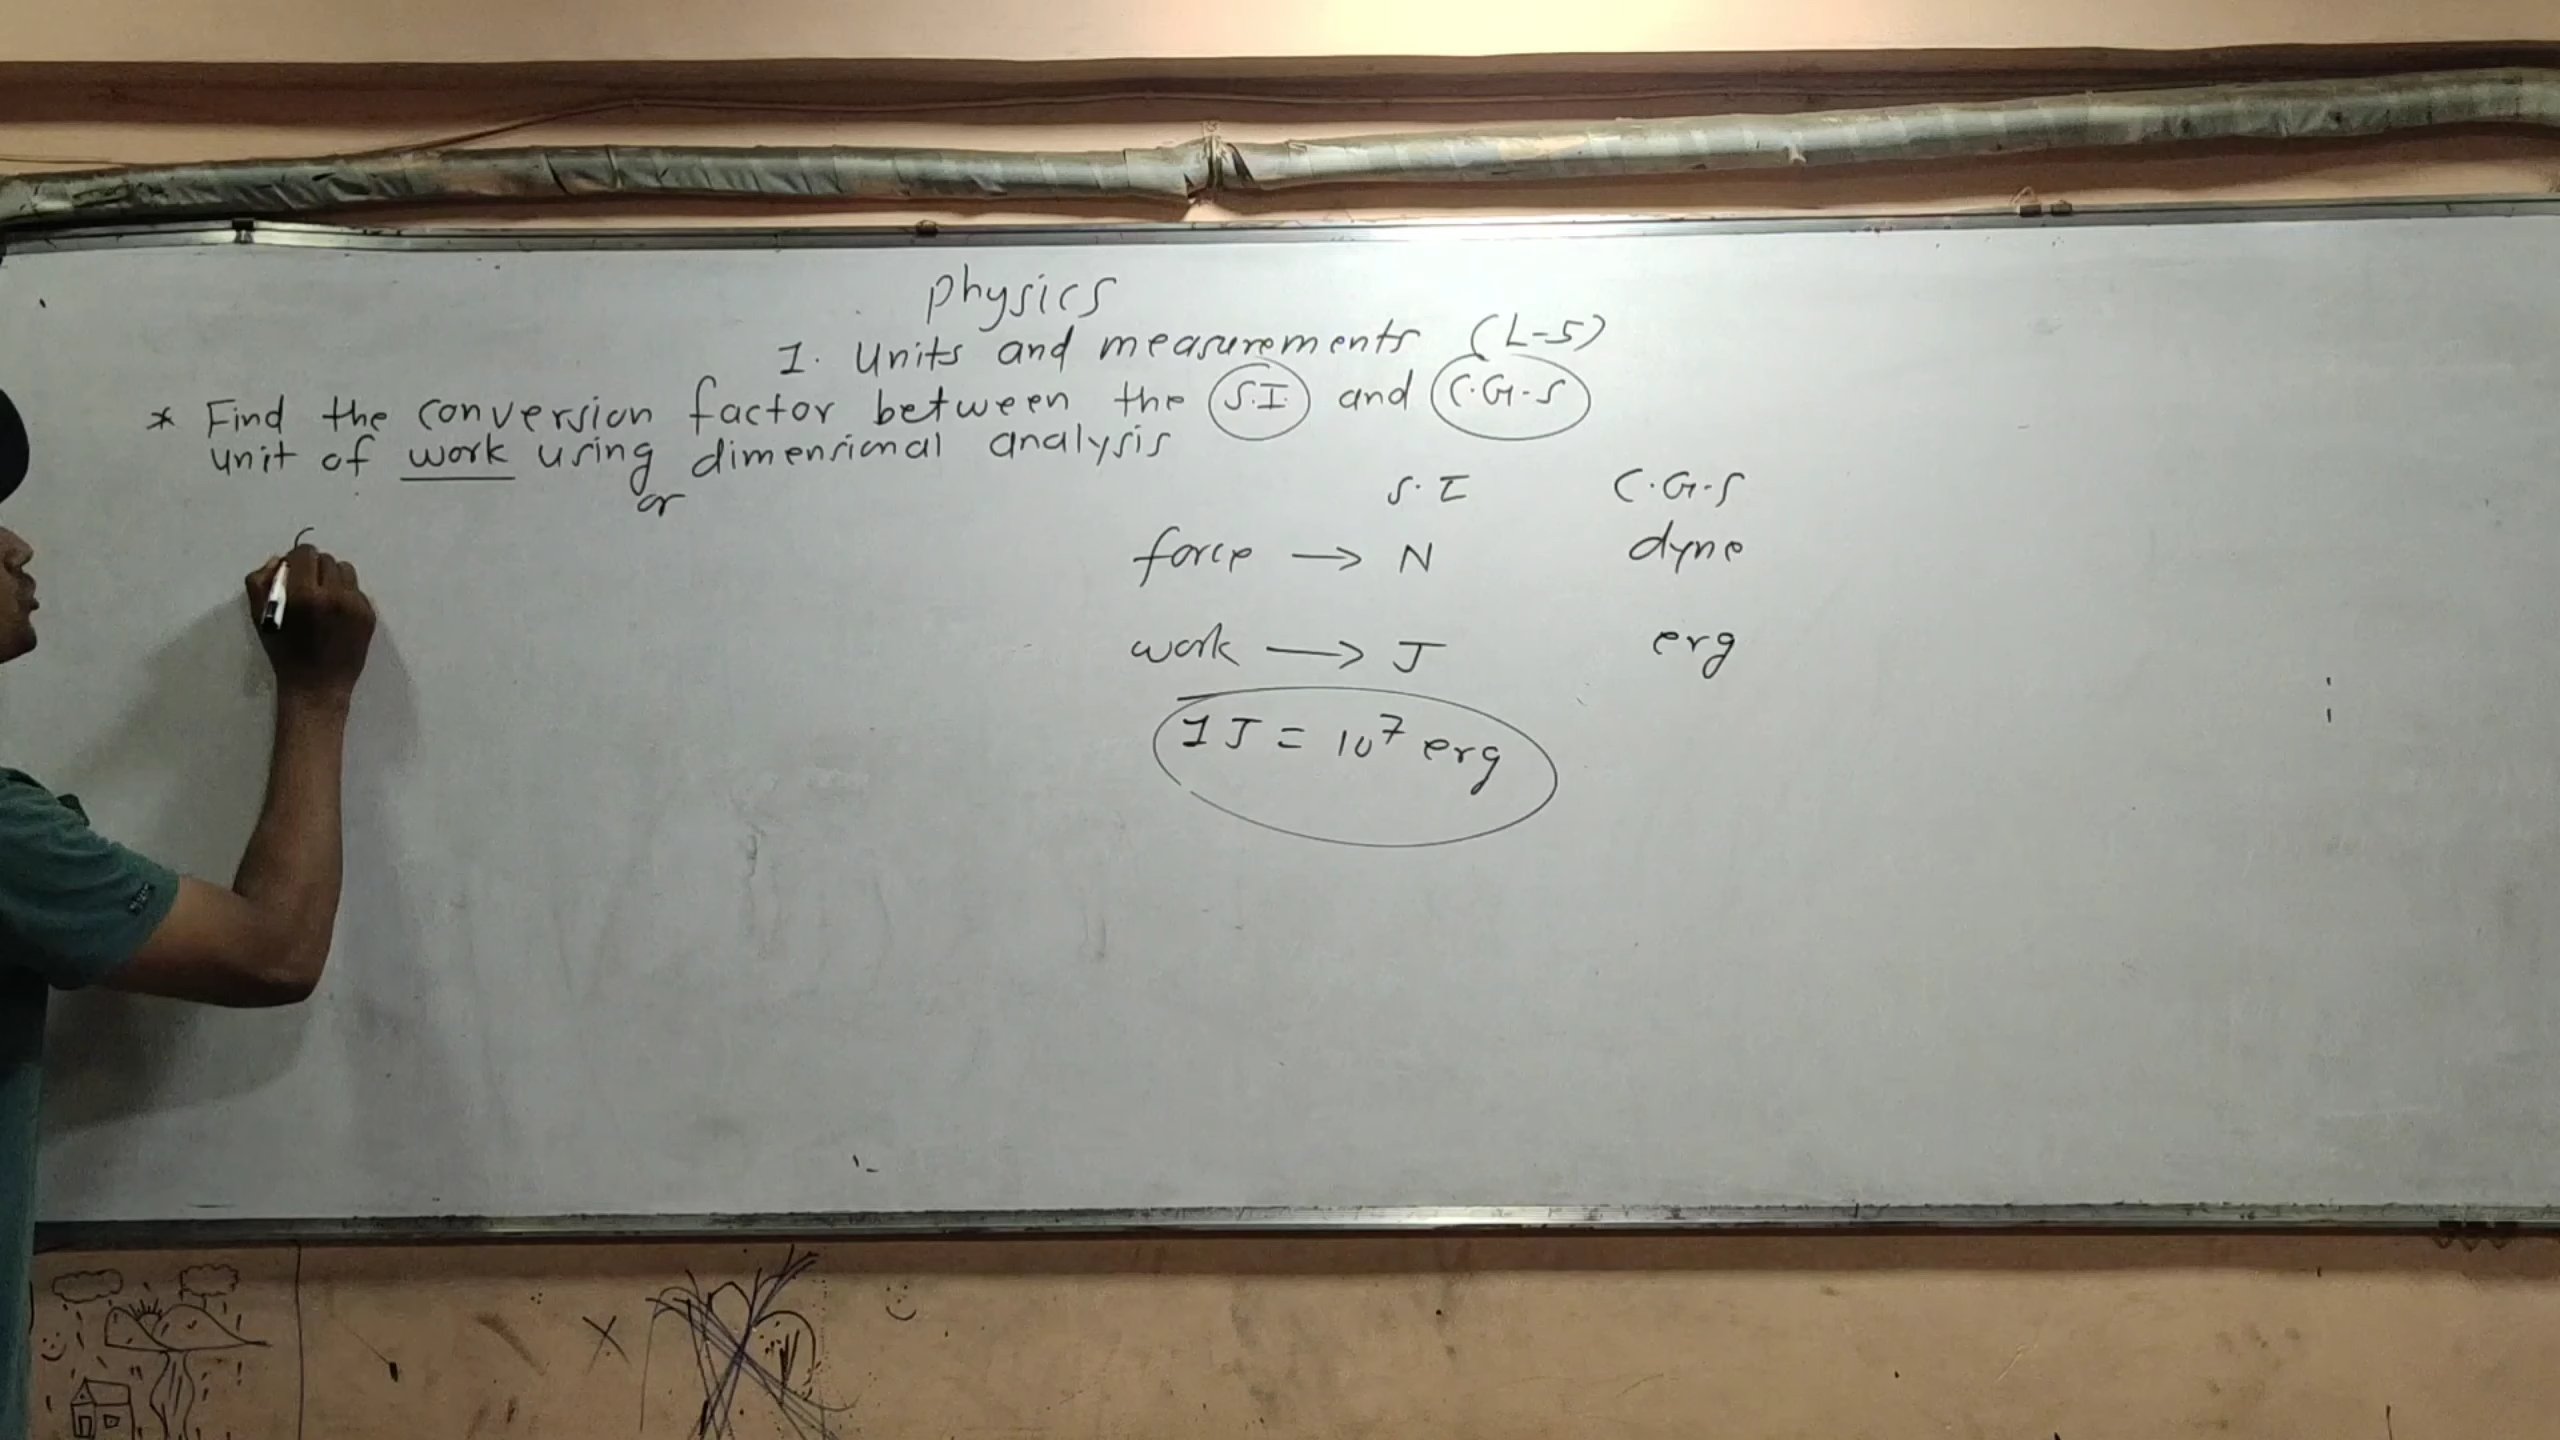 Physics
1. Units and measurements (L-5)
* Find the conversion factor between the S.I. and C.G.S
unit of work using dimensional analysis
or
S.I C.G.S
force → N dyne
work → J erg
1 J = 10⁷ erg